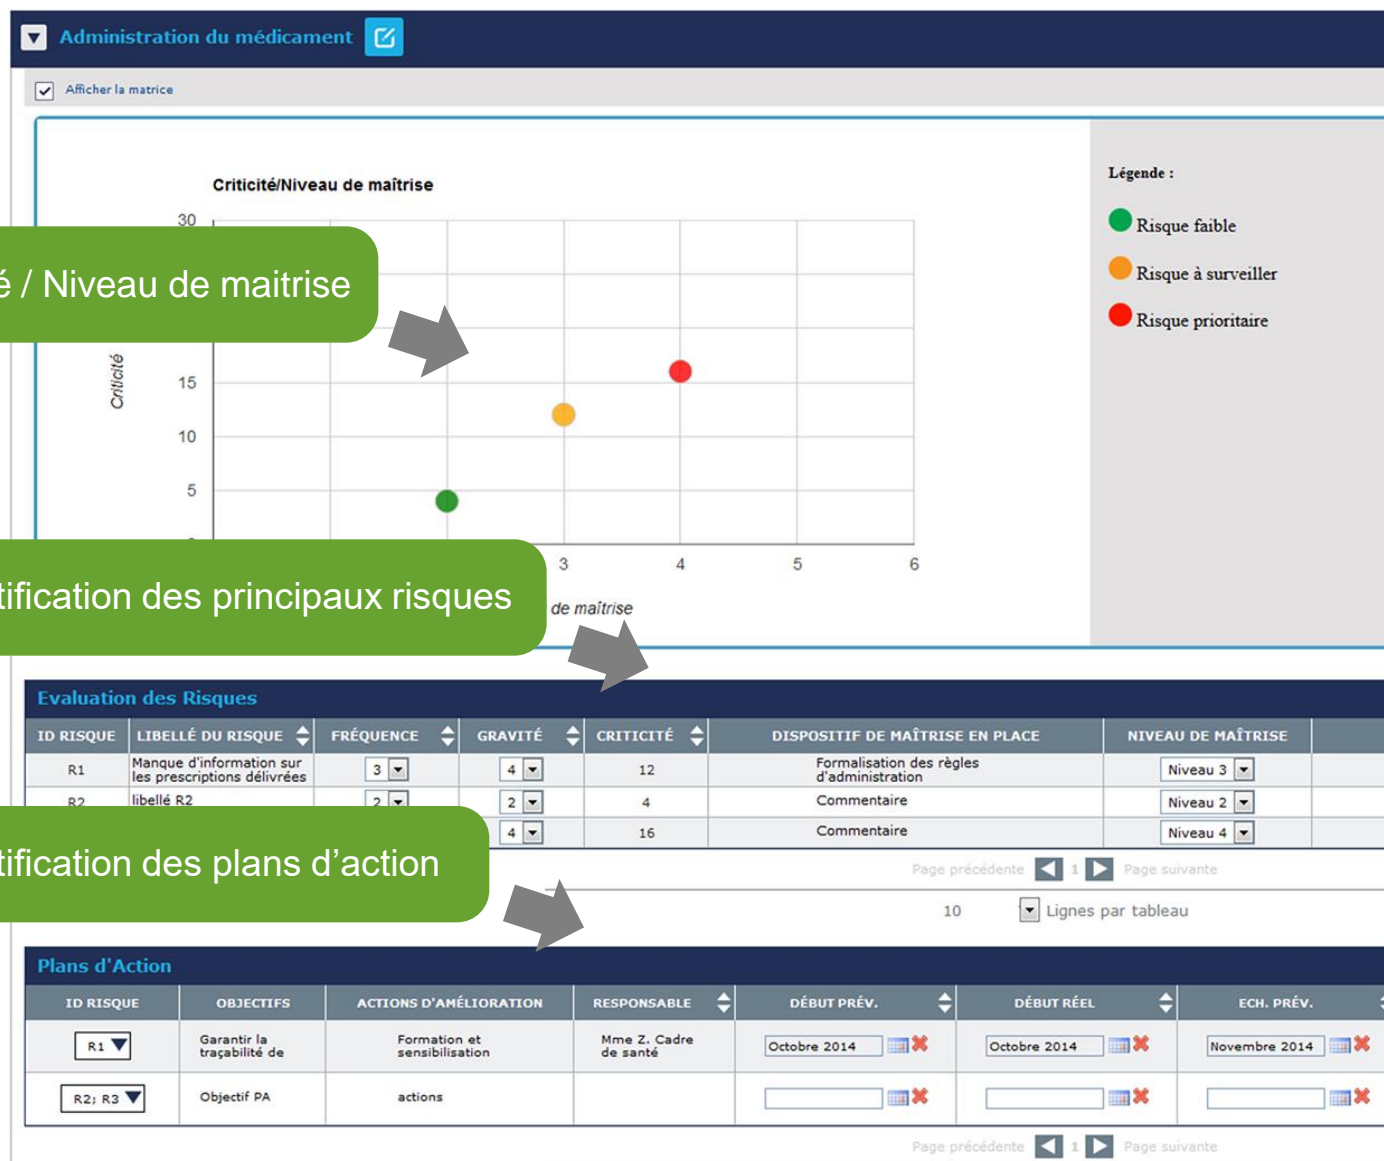 Administration du médicament
Afficher la matrice
Criticité/Niveau de maîtrise
Légende :
Risque faible
Risque à surveiller
Risque prioritaire
30
/ Niveau de maitrise
Criticité
15
10
5
3 4 5 6
des principaux risques
de maîtrise
Evaluation des Risques
ID RISQUE LIBELLÉ DU RISQUE FRÉQUENCE GRAVITÉ CRITICITÉ DISPOSITIF DE MAÎTRISE EN PLACE NIVEAU DE MAÎTRISE
R1 Manque d'information sur les prescriptions délivrées 3 4 12 Formalisation des règles d'administration Niveau 3
R2 libellé R2 2 2 4 Commentaire Niveau 2
4 16 Commentaire Niveau 4
des plans d'action
Page précédente 1 Page suivante
10 Lignes par tableau
Plans d'Action
ID RISQUE OBJECTIFS ACTIONS D'AMÉLIORATION RESPONSABLE DÉBUT PRÉV. DÉBUT RÉEL ECH. PRÉV.
R1 Garantir la traçabilité de Formation et sensibilisation Mme Z. Cadre de santé Octobre 2014 Octobre 2014 Novembre 2014
R2; R3 Objectif PA actions
Page précédente 1 Page suivante